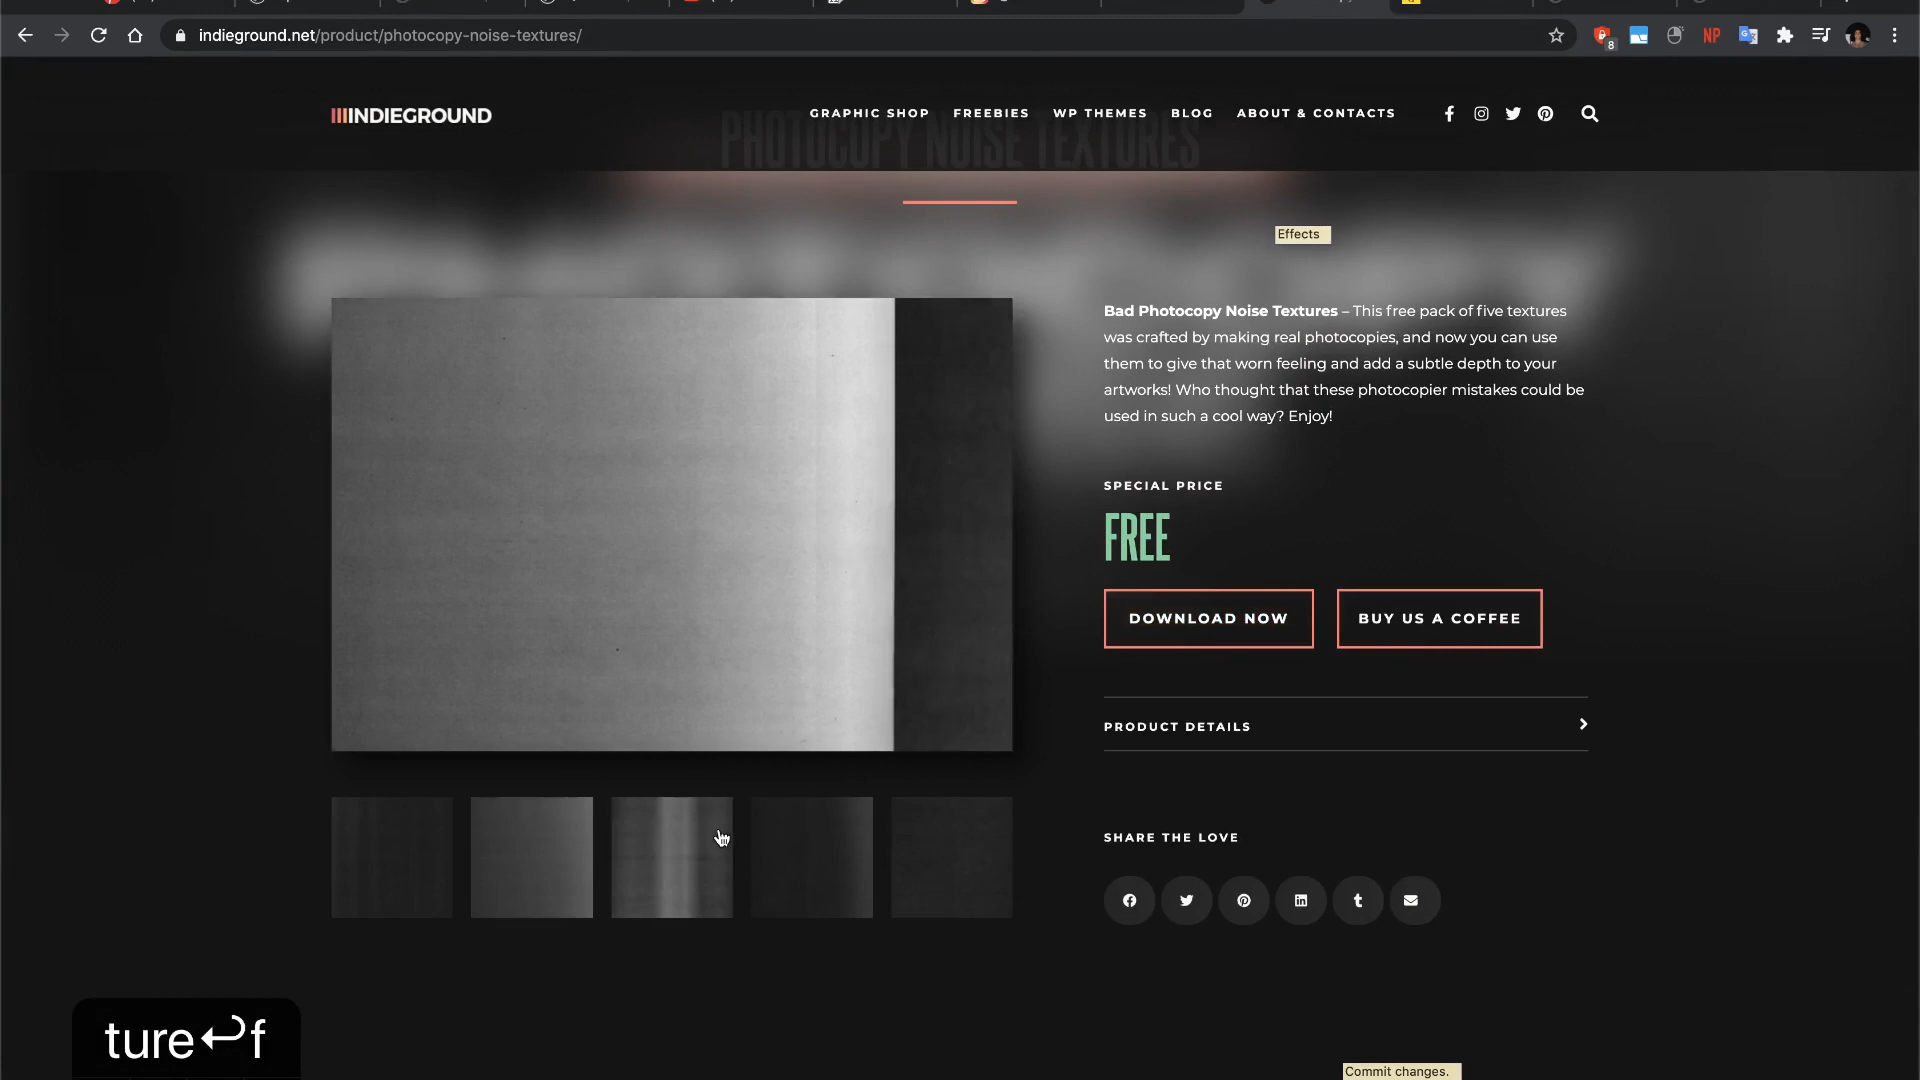 indieground.net/product/photocopy-noise-textures/
8
NP
INDIEGROUND
GRAPHIC SHOP
FREEBIES
WP THEMES
BLOG
ABOUT & CONTACTS
PHOTOCOPY NOISE TEXTURES
Effects
Bad Photocopy Noise Textures – This free pack of five textures
was crafted by making real photocopies, and now you can use
them to give that worn feeling and add a subtle depth to your
artworks! Who thought that these photocopier mistakes could be
used in such a cool way? Enjoy!
SPECIAL PRICE
FREE
DOWNLOAD NOW
BUY US A COFFEE
PRODUCT DETAILS
SHARE THE LOVE
ture↩f
Commit changes.